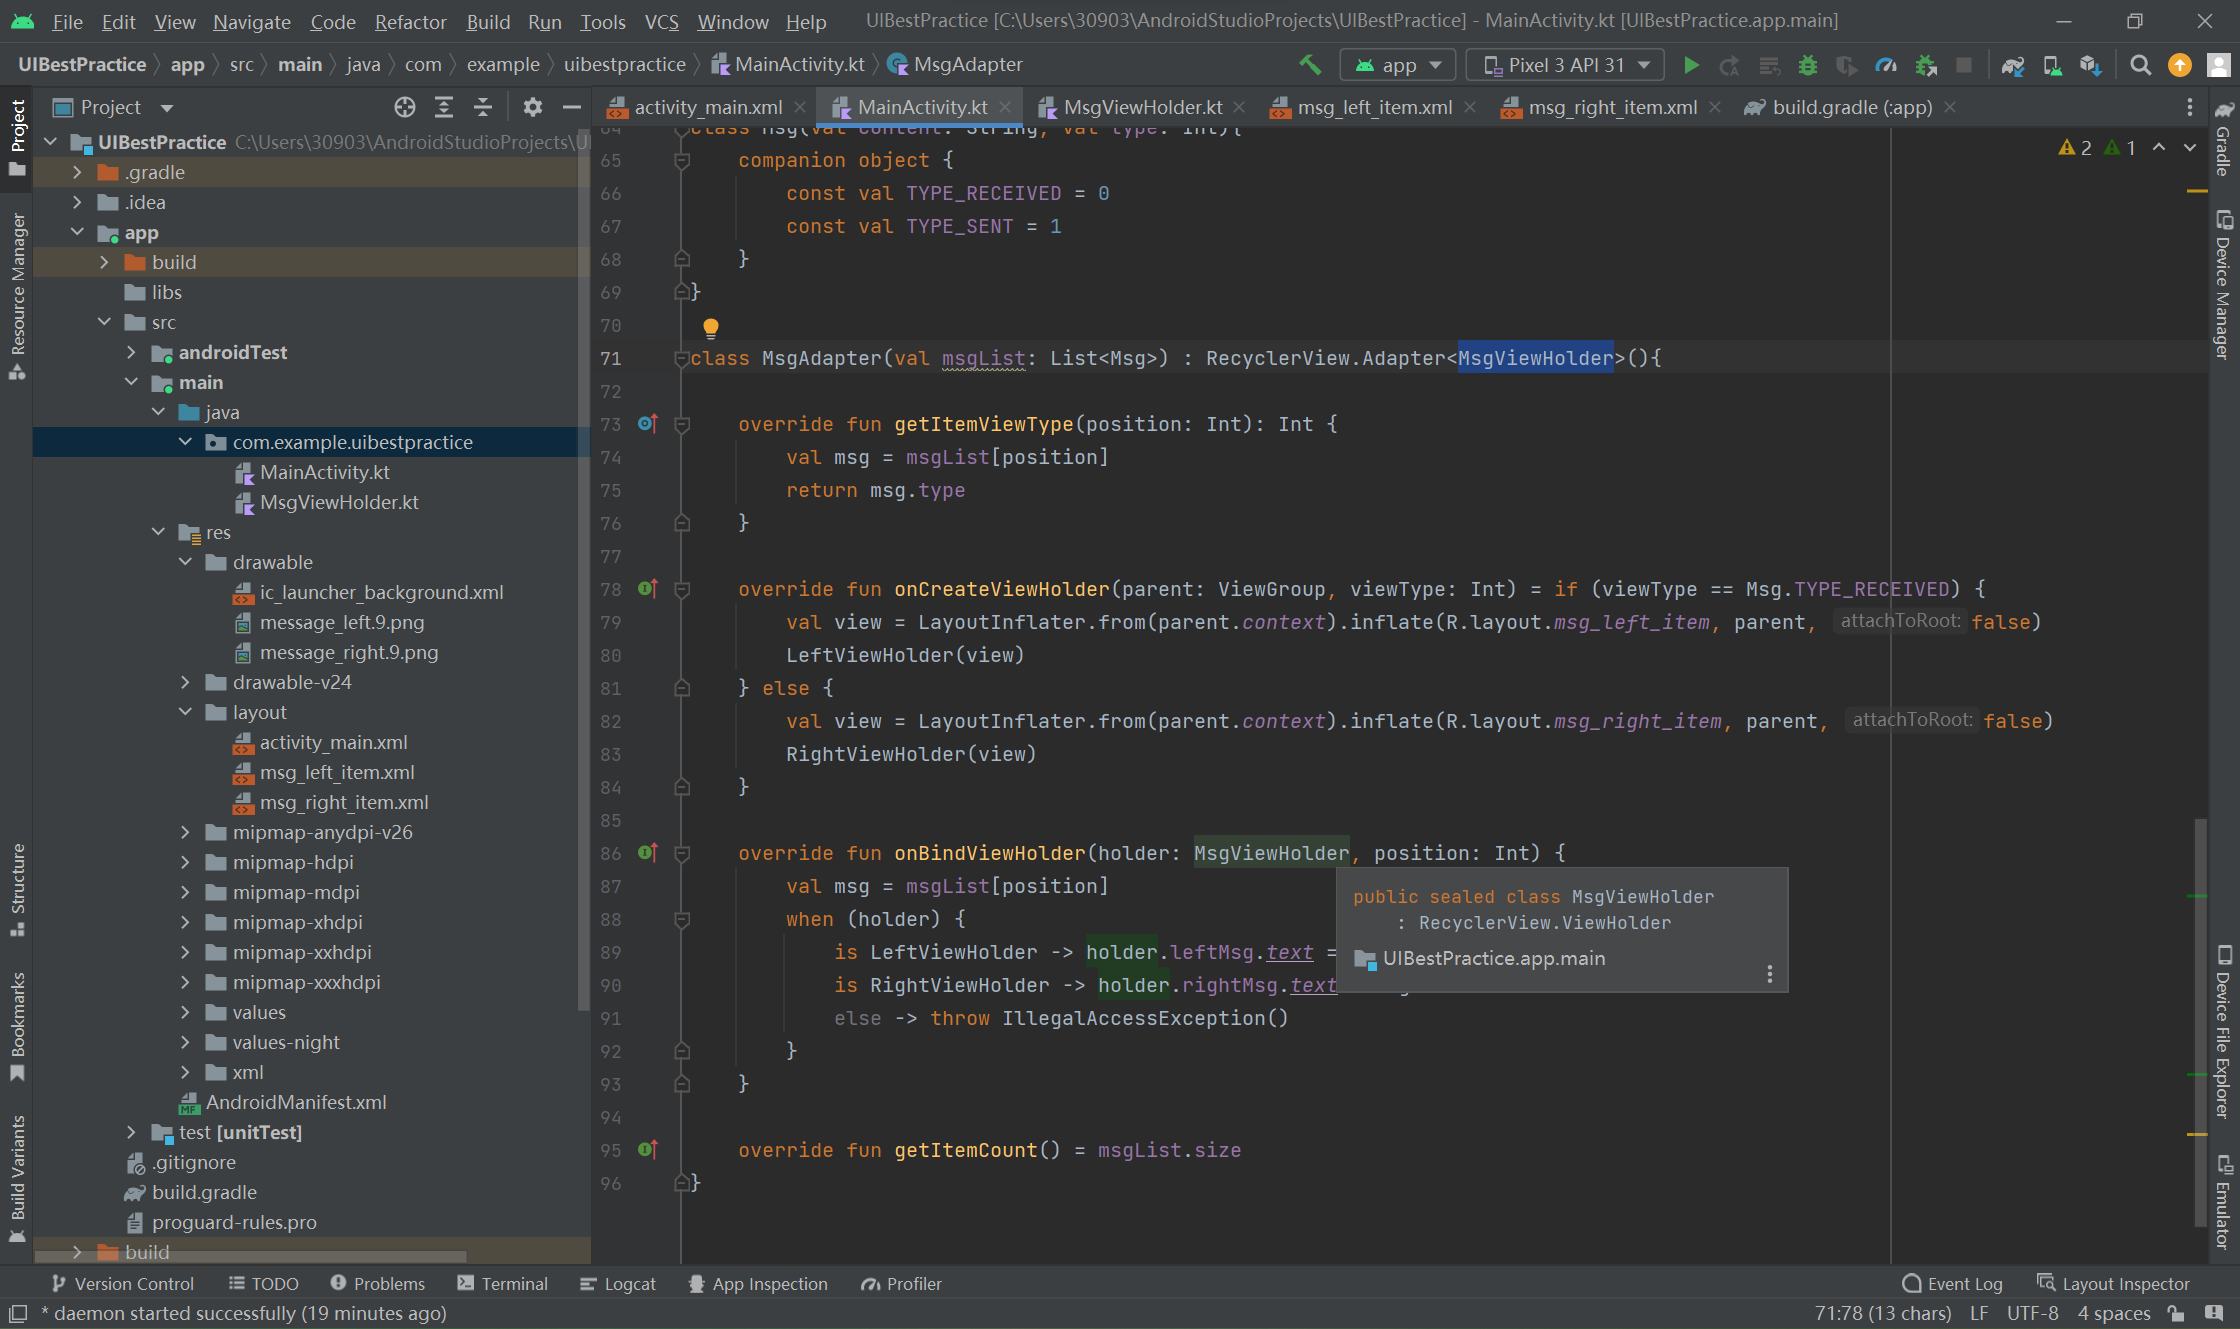 File Edit View Navigate Code Refactor Build Run Tools VCS Window Help UIBestPractice [C:\Users\30903\AndroidStudioProjects\UIBestPractice] - MainActivity.kt [UIBestPractice.app.main]
UIBestPractice app src main java com example uibestpractice MainActivity.kt MsgAdapter app Pixel 3 API 31
Project
activity_main.xml MainActivity.kt MsgViewHolder.kt msg_left_item.xml msg_right_item.xml build.gradle (:app)
Project
Resource Manager
Structure
Bookmarks
Build Variants
UIBestPractice C:\Users\30903\AndroidStudioProjects\UI
.gradle
.idea
app
build
libs
src
androidTest
main
java
com.example.uibestpractice
MainActivity.kt
MsgViewHolder.kt
res
drawable
ic_launcher_background.xml
message_left.9.png
message_right.9.png
drawable-v24
layout
activity_main.xml
msg_left_item.xml
msg_right_item.xml
mipmap-anydpi-v26
mipmap-hdpi
mipmap-mdpi
mipmap-xhdpi
mipmap-xxhdpi
mipmap-xxxhdpi
values
values-night
xml
AndroidManifest.xml
test [unitTest]
.gitignore
build.gradle
proguard-rules.pro
build
2 1
64 class Msg(val content: String, val type: Int){
65 companion object {
66 const val TYPE_RECEIVED = 0
67 const val TYPE_SENT = 1
68 }
69 }
70
71 class MsgAdapter(val msgList: List<Msg>) : RecyclerView.Adapter<MsgViewHolder>(){
72
73 override fun getItemViewType(position: Int): Int {
74 val msg = msgList[position]
75 return msg.type
76 }
77
78 override fun onCreateViewHolder(parent: ViewGroup, viewType: Int) = if (viewType == Msg.TYPE_RECEIVED) {
79 val view = LayoutInflater.from(parent.context).inflate(R.layout.msg_left_item, parent, attachToRoot: false)
80 LeftViewHolder(view)
81 } else {
82 val view = LayoutInflater.from(parent.context).inflate(R.layout.msg_right_item, parent, attachToRoot: false)
83 RightViewHolder(view)
84 }
85
86 override fun onBindViewHolder(holder: MsgViewHolder, position: Int) {
87 val msg = msgList[position]
88 when (holder) {
89 is LeftViewHolder -> holder.leftMsg.text =
90 is RightViewHolder -> holder.rightMsg.text
91 else -> throw IllegalAccessException()
92 }
93 }
94
95 override fun getItemCount() = msgList.size
96 }
public sealed class MsgViewHolder
: RecyclerView.ViewHolder
UIBestPractice.app.main
Gradle
Device Manager
Device File Explorer
Emulator
Version Control TODO Problems Terminal Logcat App Inspection Profiler Event Log Layout Inspector
* daemon started successfully (19 minutes ago) 71:78 (13 chars) LF UTF-8 4 spaces